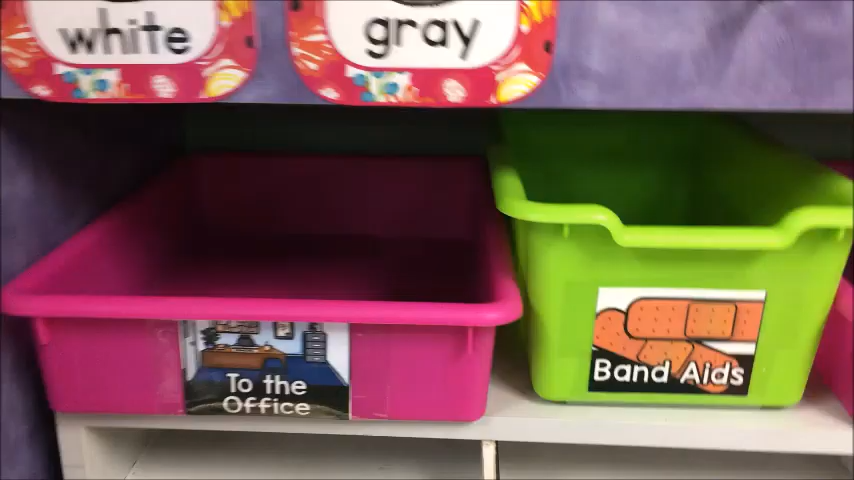 white
gray
To the
Office
Band Aids